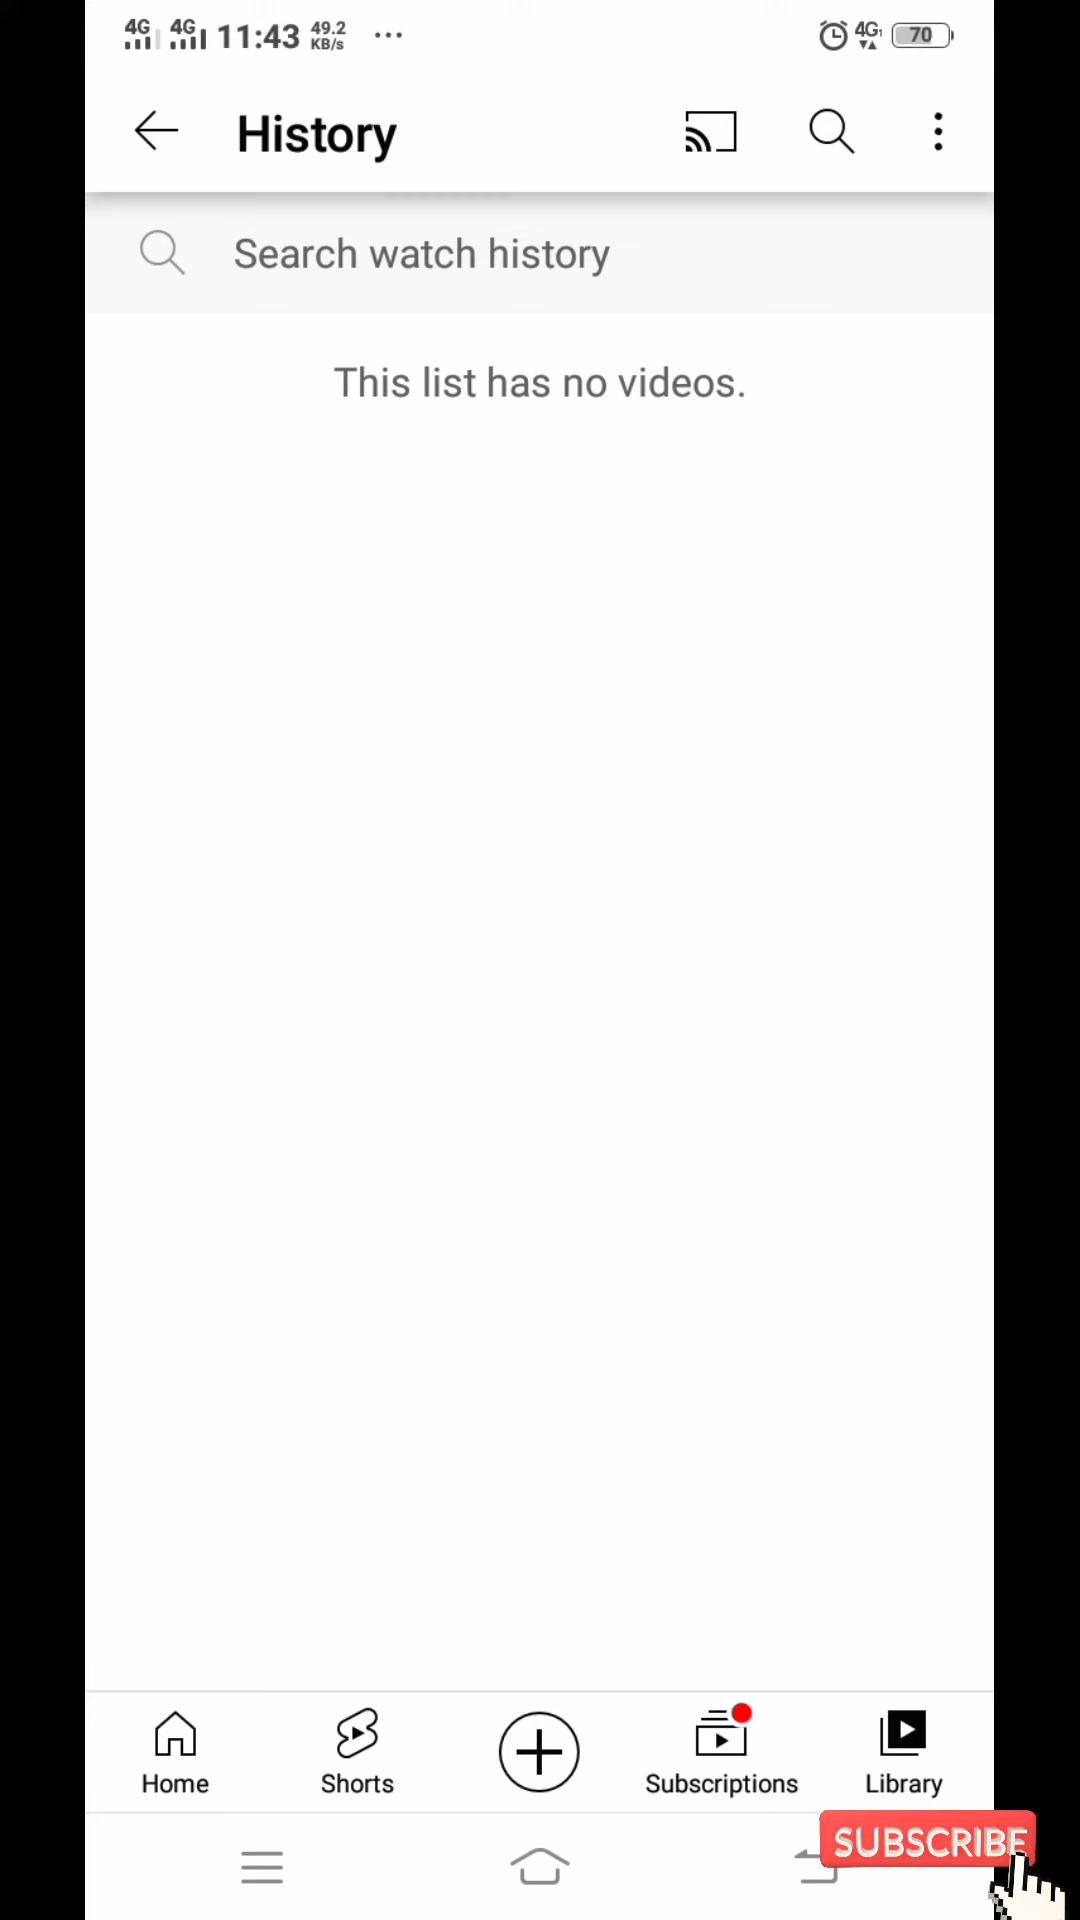 4G 4G 11:43 49.2 KB/s ... 4G 70
History
Search watch history
This list has no videos.
Home Shorts Subscriptions Library
SUBSCRIBE